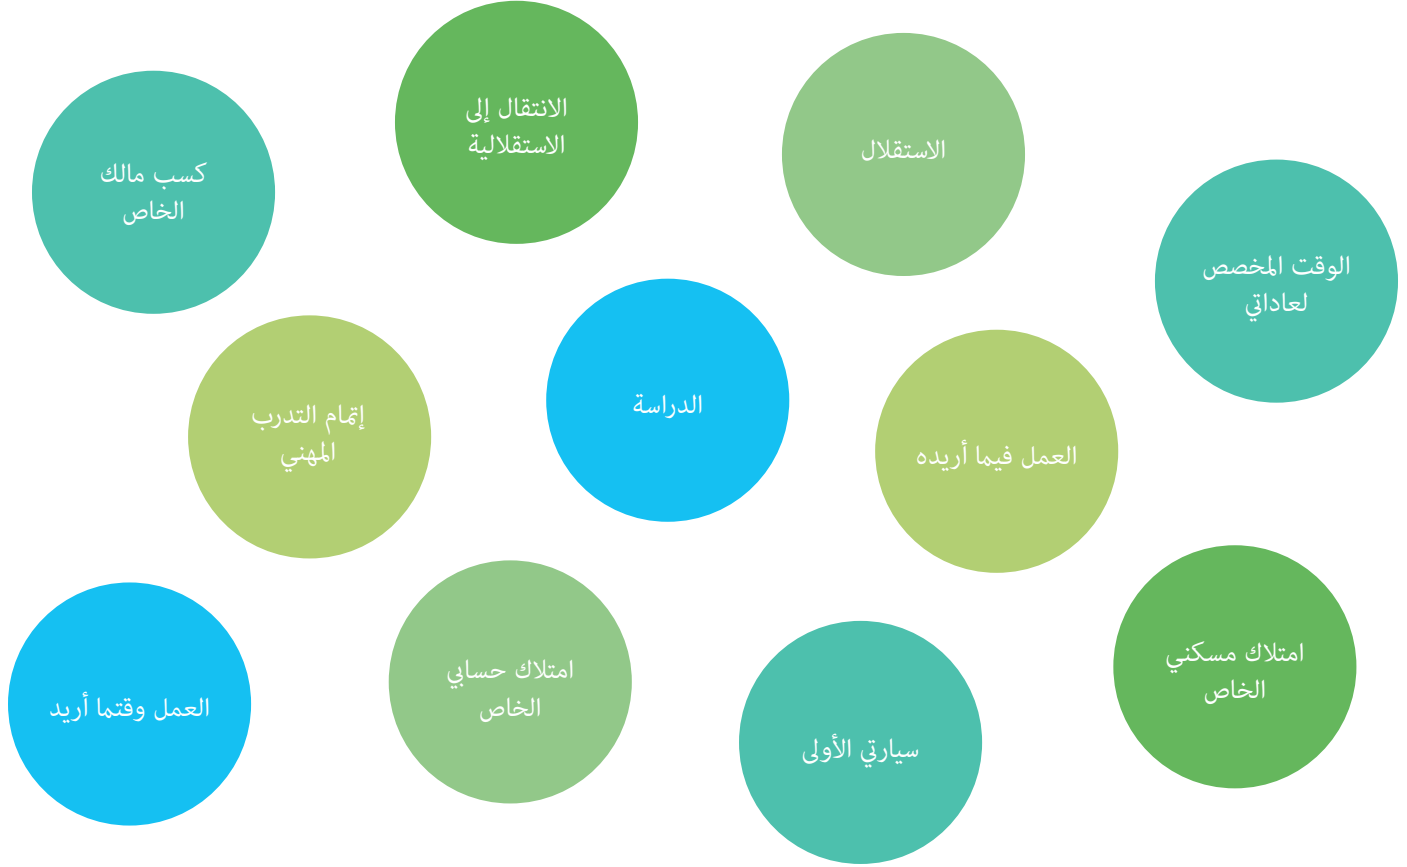 الانتقال إلى
الاستقلالية
الاستقلال
كسب مالك
الخاص
الوقت المخصص
لعاداتي
الدراسة
إتمام التدرب
المهني
العمل فيما أريده
امتلاك مسكني
الخاص
امتلاك حسابي
الخاص
العمل وقتما أريد
سيارتي الأولى